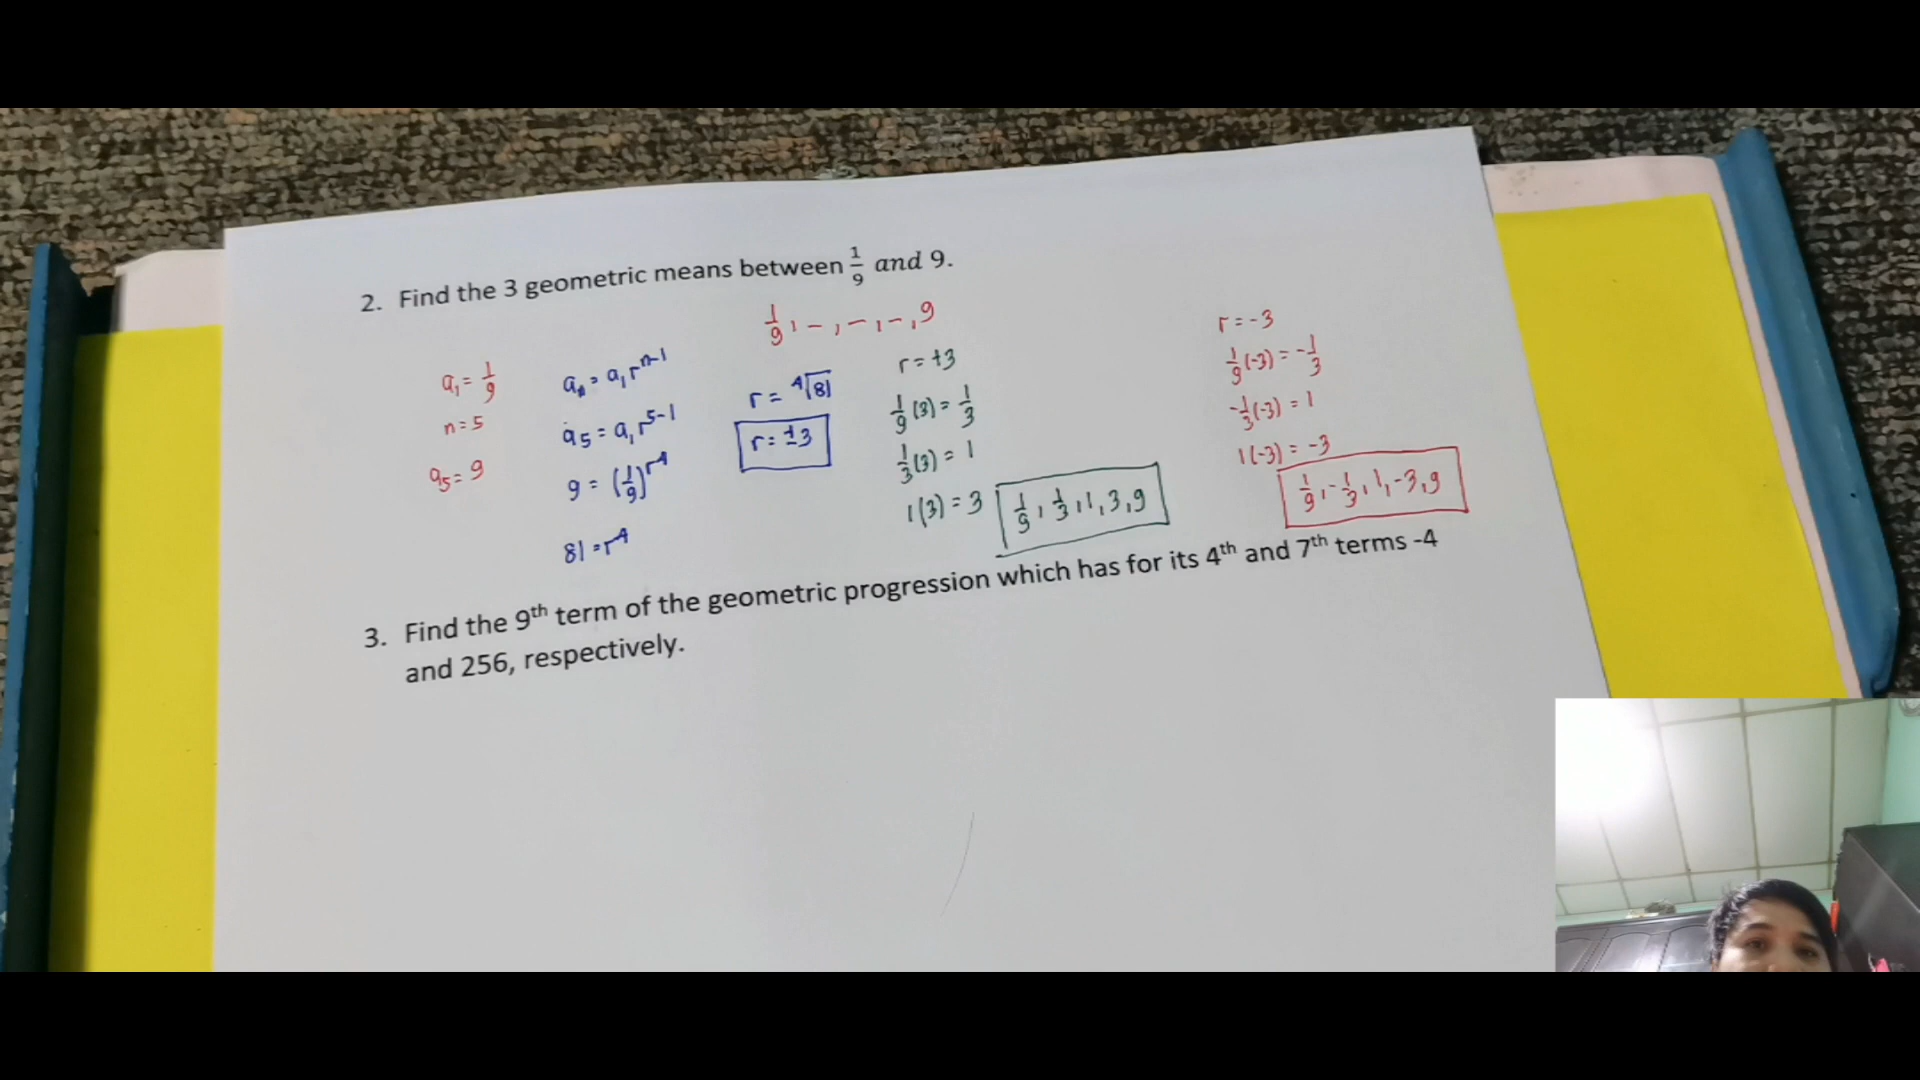 2. Find the 3 geometric means between 1/9 and 9.
1/9, –, –, –, 9
a₁ = 1/9
n = 5
a₅ = 9
aₙ = a₁rⁿ⁻¹
a₅ = a₁r⁵⁻¹
9 = (1/9)r⁴
81 = r⁴
r = ⁴√81
r = ±3
r = +3
1/9 (3) = 1/3
1/3 (3) = 1
1 (3) = 3
1/9, 1/3, 1, 3, 9
r = -3
1/9 (-3) = -1/3
-1/3 (-3) = 1
1 (-3) = -3
1/9, -1/3, 1, -3, 9
3. Find the 9th term of the geometric progression which has for its 4th and 7th terms -4
and 256, respectively.